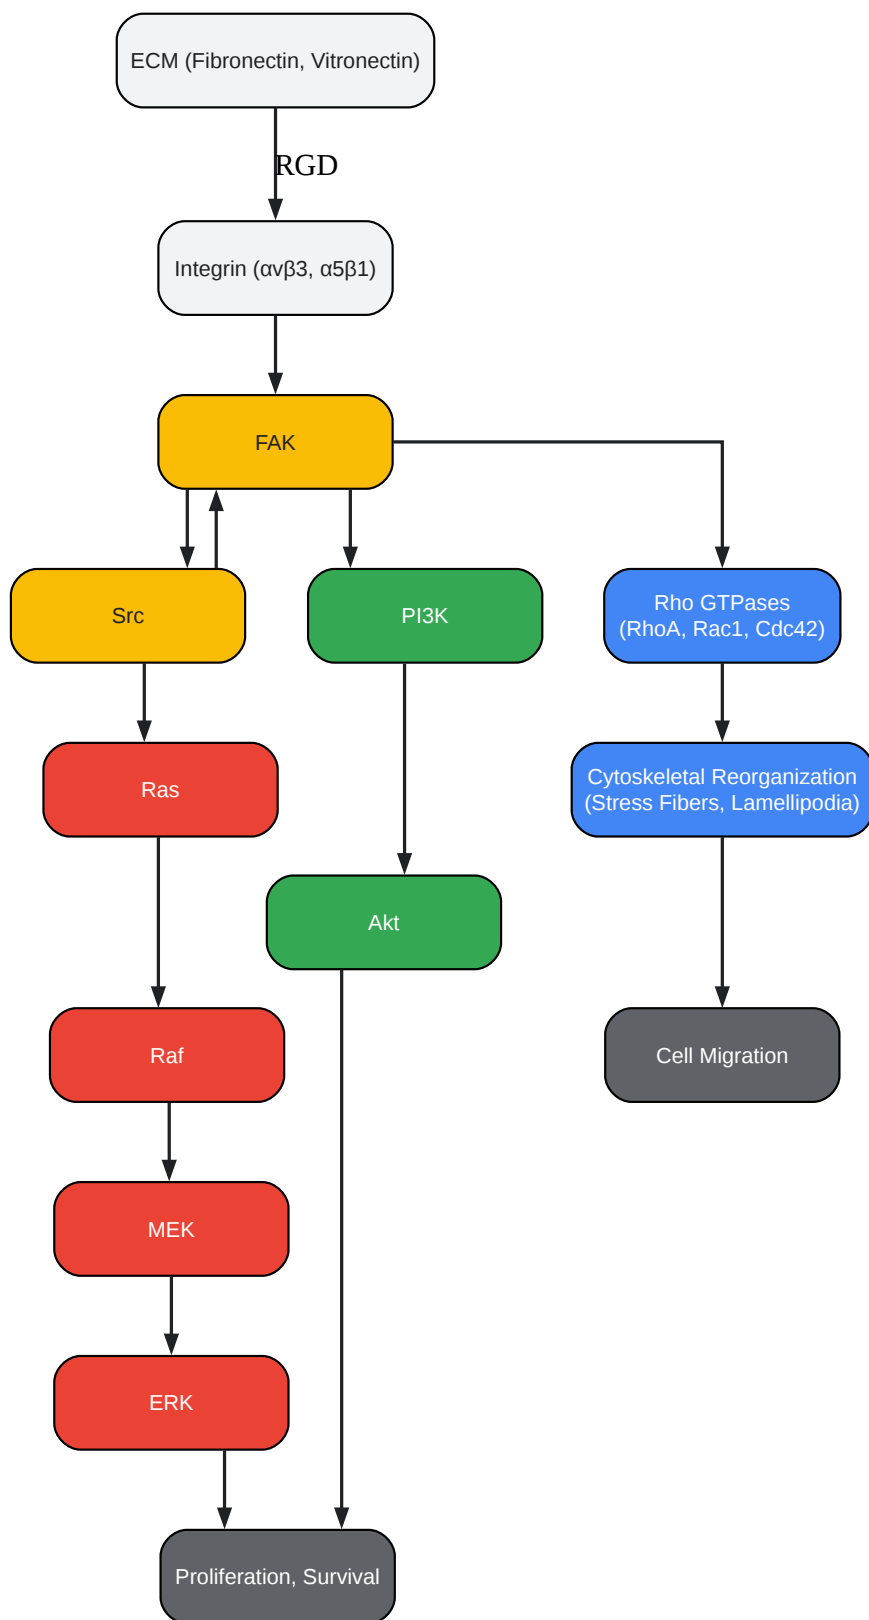 ECM (Fibronectin, Vitronectin)
RGD
Integrin (αvβ3, α5β1)
FAK
Src
PI3K
Rho GTPases
(RhoA, Rac1, Cdc42)
Ras
Cytoskeletal Reorganization
(Stress Fibers, Lamellipodia)
Akt
Raf
Cell Migration
MEK
ERK
Proliferation, Survival